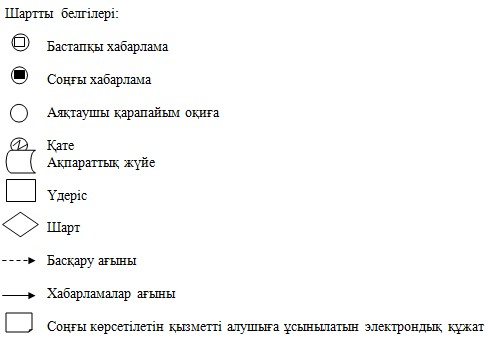 Шартты белгілері:
Бастапқы хабарлама
Соңғы хабарлама
Аяқтаушы қарапайым оқиға
Қате
Ақпараттық жүйе
Үдеріс
Шарт
Басқару ағыны
Хабарламалар ағыны
Соңғы көрсетілетін қызметті алушыға ұсынылатын электрондық құжат